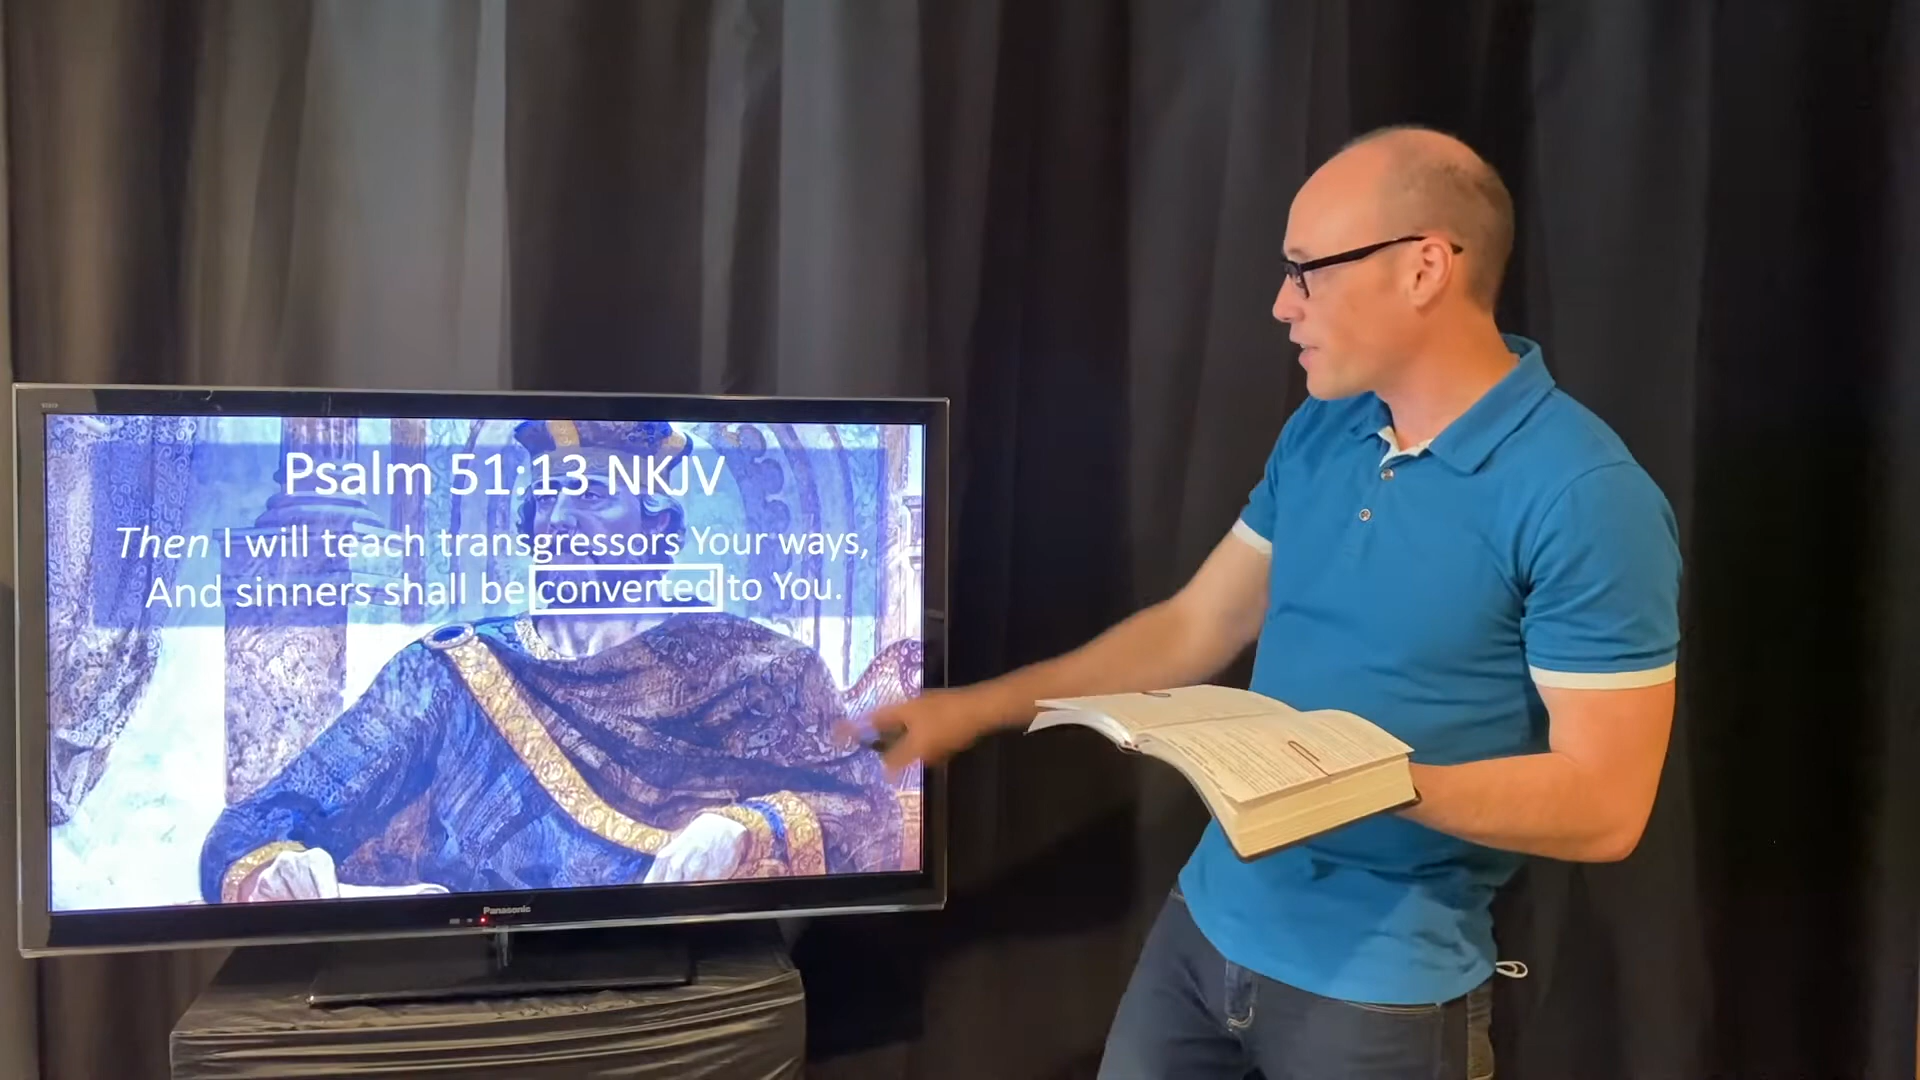 Psalm 51:13 NKJV
Then I will teach transgressors Your ways,
And sinners shall be converted to You.
Panasonic